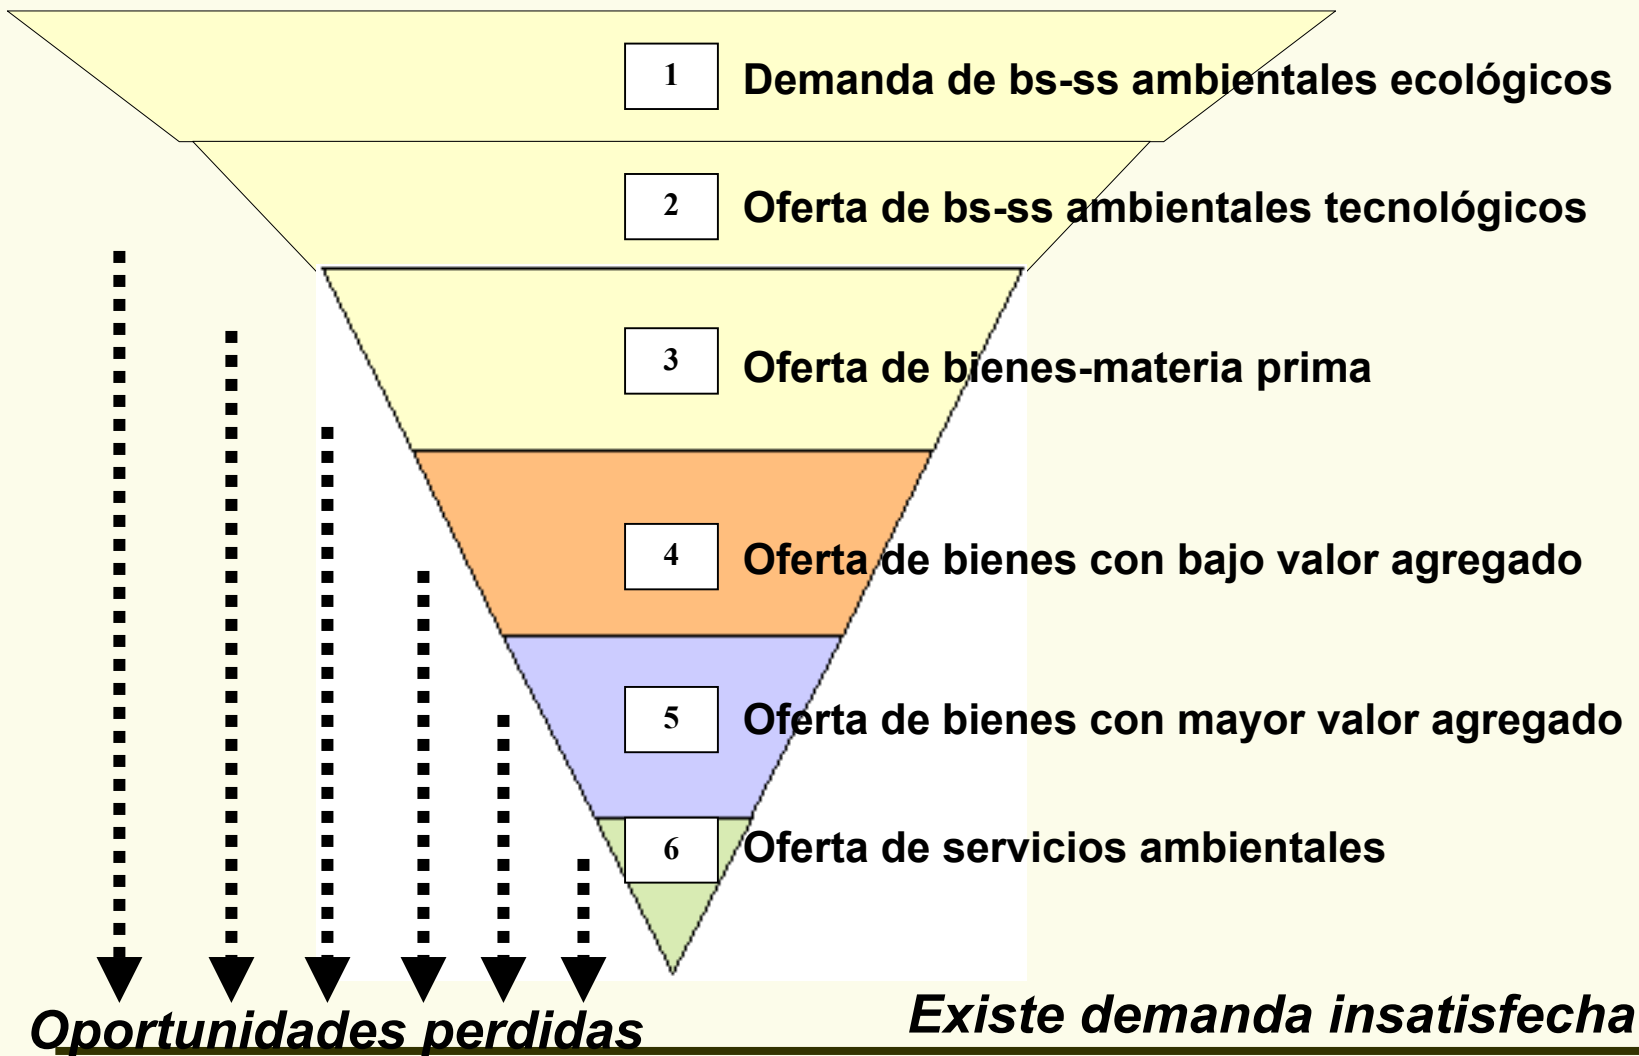 1 Demanda de bs-ss ambientales ecológicos
2 Oferta de bs-ss ambientales tecnológicos
3 Oferta de bienes-materia prima
4 Oferta de bienes con bajo valor agregado
5 Oferta de bienes con mayor valor agregado
6 Oferta de servicios ambientales
Existe demanda insatisfecha
Oportunidades perdidas